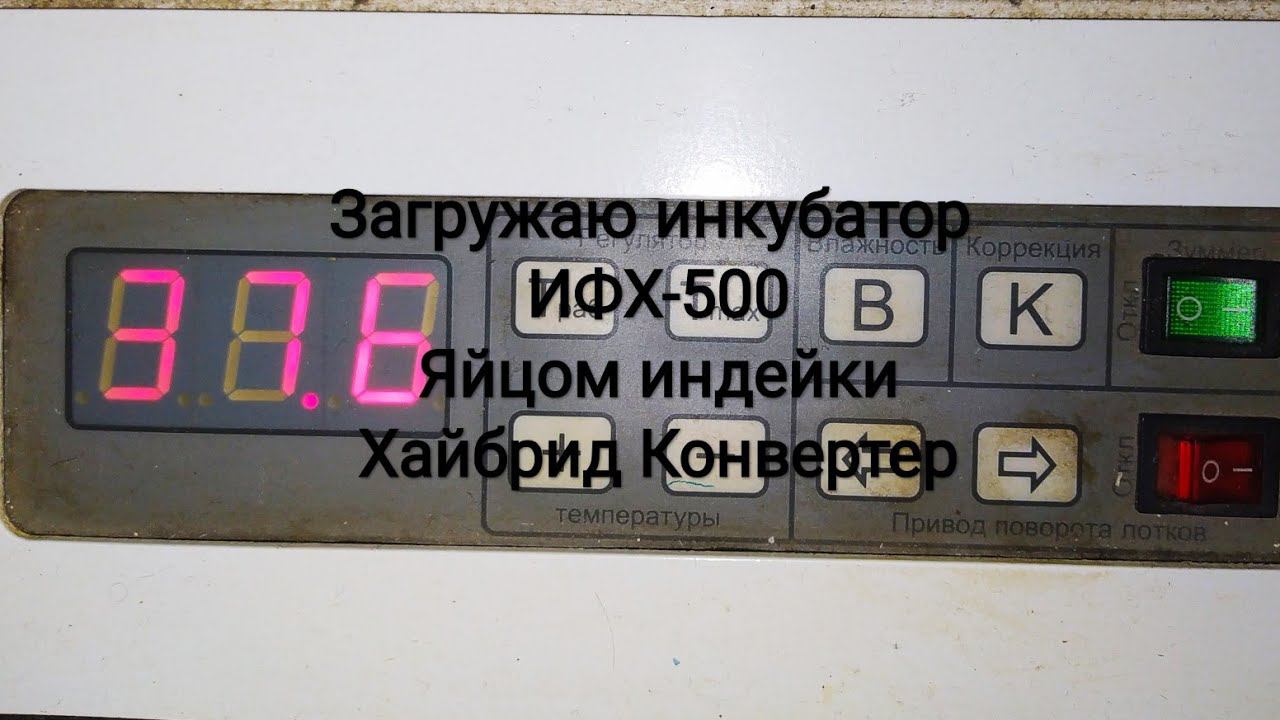 Загружаю инкубатор
ИФХ-500
Яйцом индейки
Хайбрид Конвертер
37.6
Регулятор
Влажность
Коррекция
Зуммер
max
В
К
Откл
+
−
Откл
температуры
Привод поворота лотков